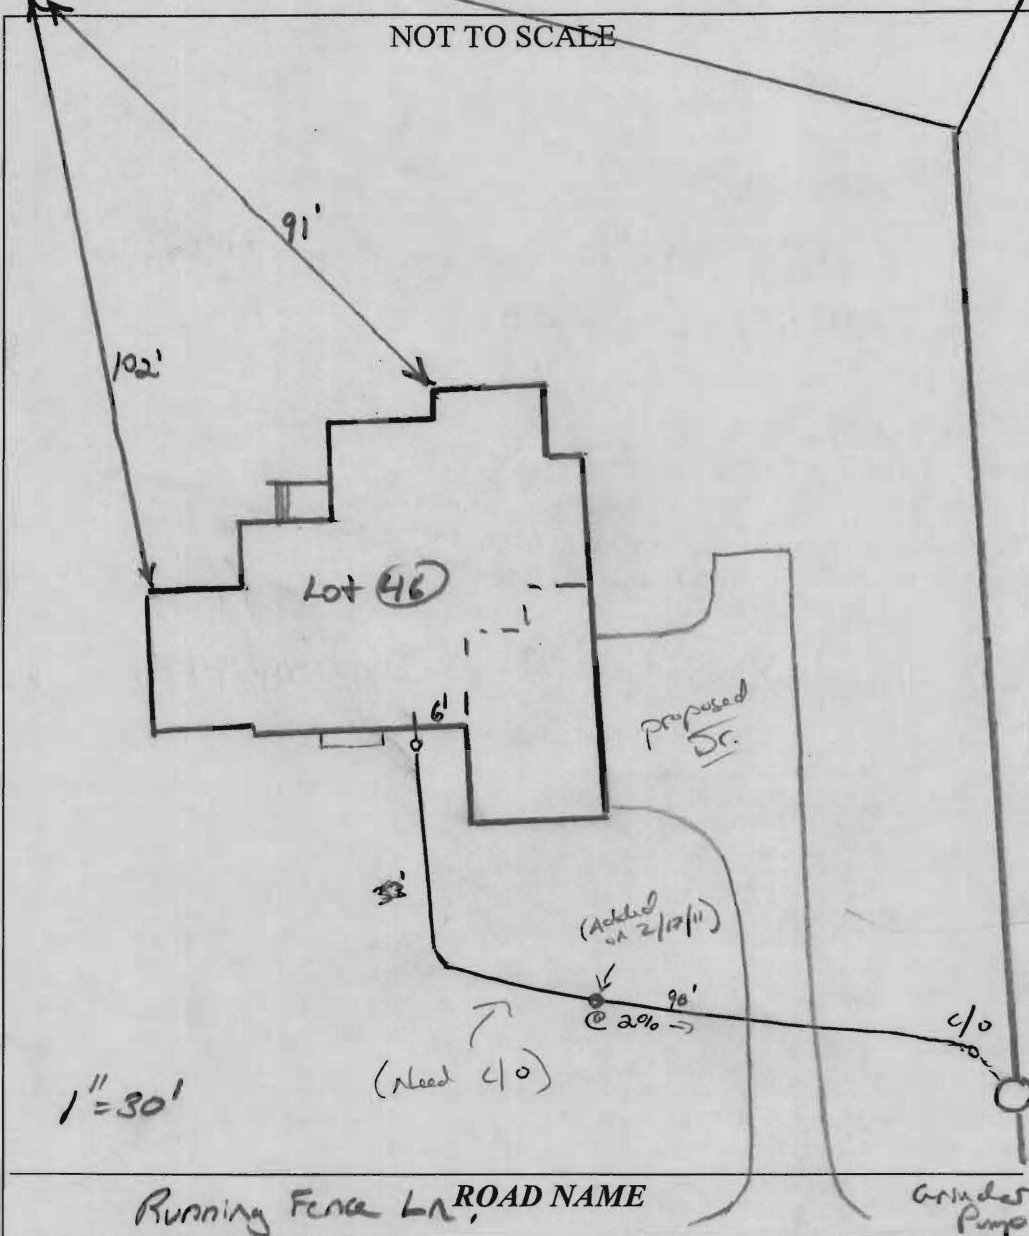 NOT TO SCALE
91'
102'
Lot 46
6'
proposed
Dr.
(Added
on 2/17/11)
90'
@ 2% →
c/o
(Need c/o)
1"=30'
Running Fence Ln.
ROAD NAME
Grinder
Pump